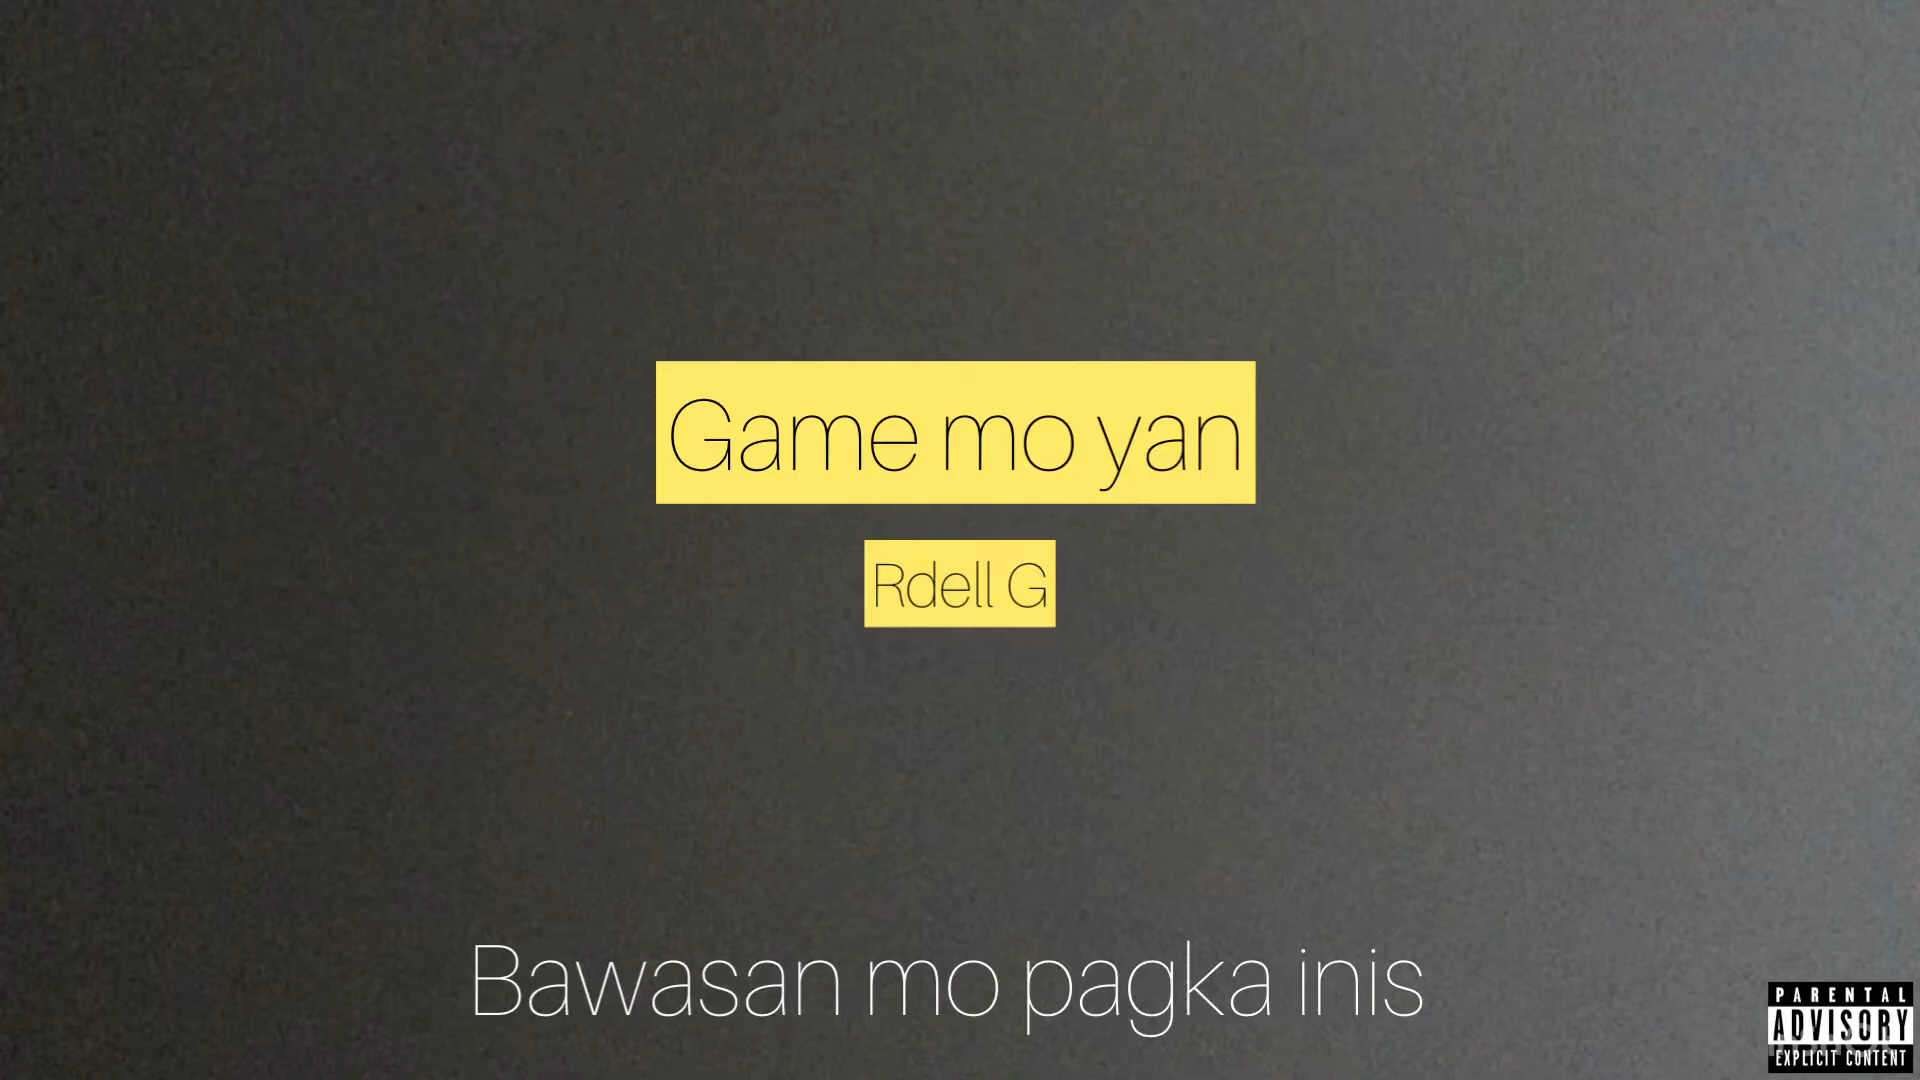 Game mo yan
Rdell G
Bawasan mo pagka inis
PARENTAL
ADVISORY
EXPLICIT CONTENT